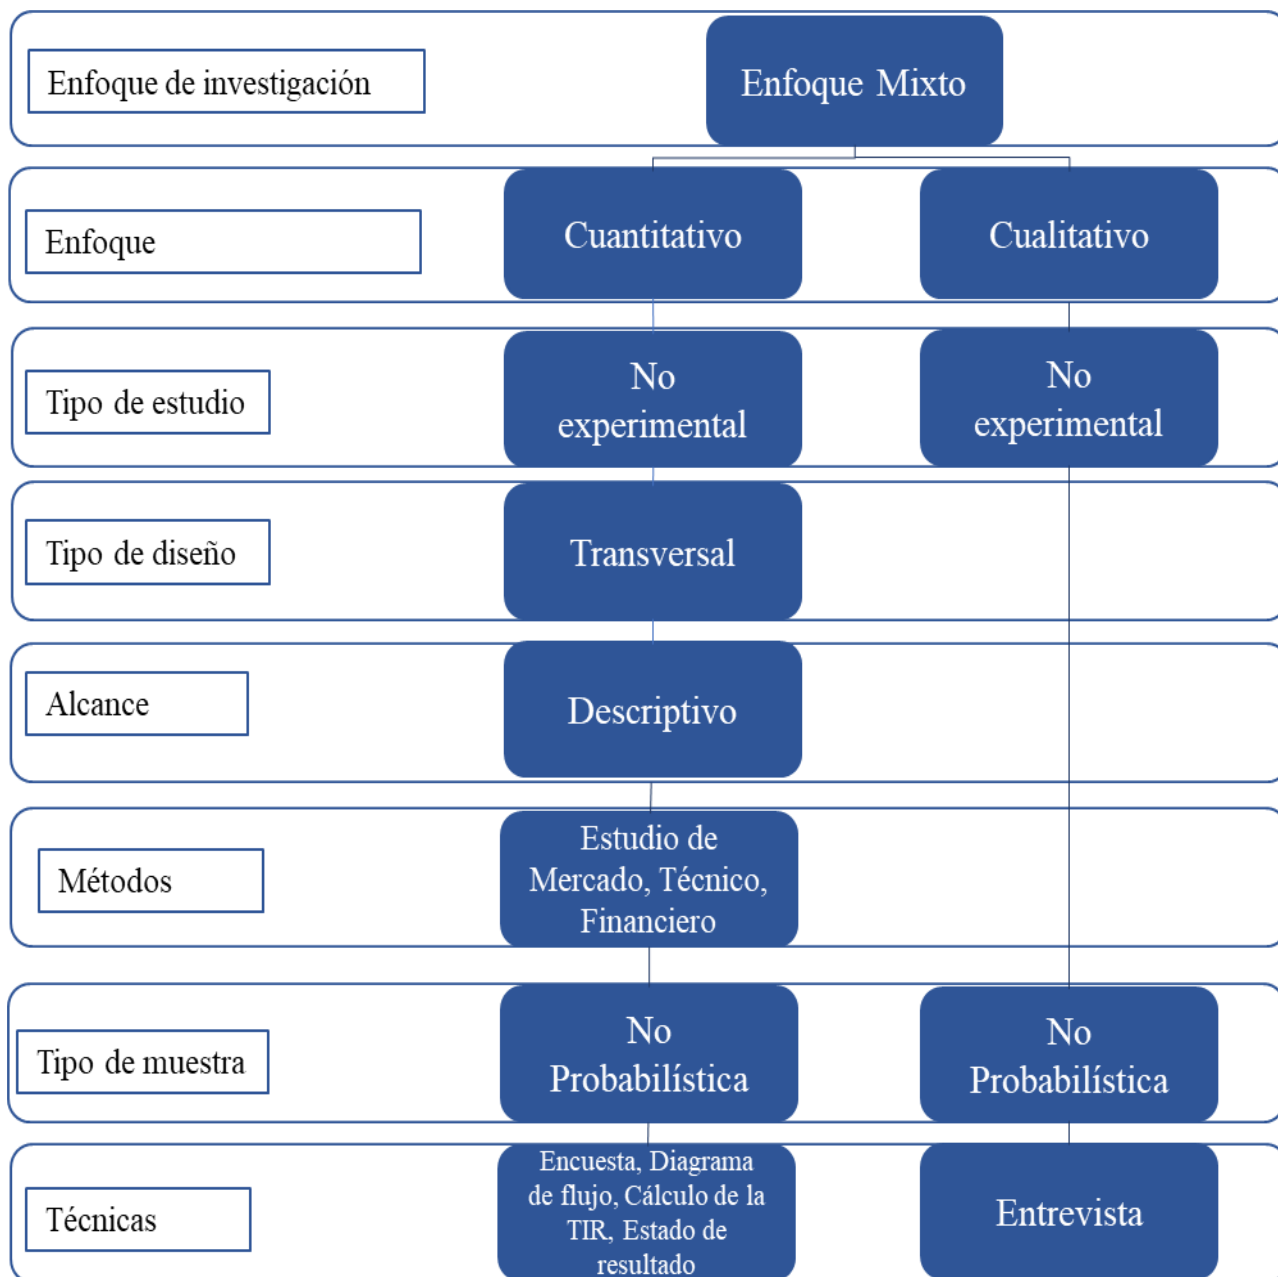 Enfoque de investigación
Enfoque Mixto
Enfoque
Cuantitativo
Cualitativo
Tipo de estudio
No
experimental
No
experimental
Tipo de diseño
Transversal
Alcance
Descriptivo
Métodos
Estudio de
Mercado, Técnico,
Financiero
Tipo de muestra
No
Probabilística
No
Probabilística
Técnicas
Encuesta, Diagrama
de flujo, Cálculo de la
TIR, Estado de
resultado
Entrevista